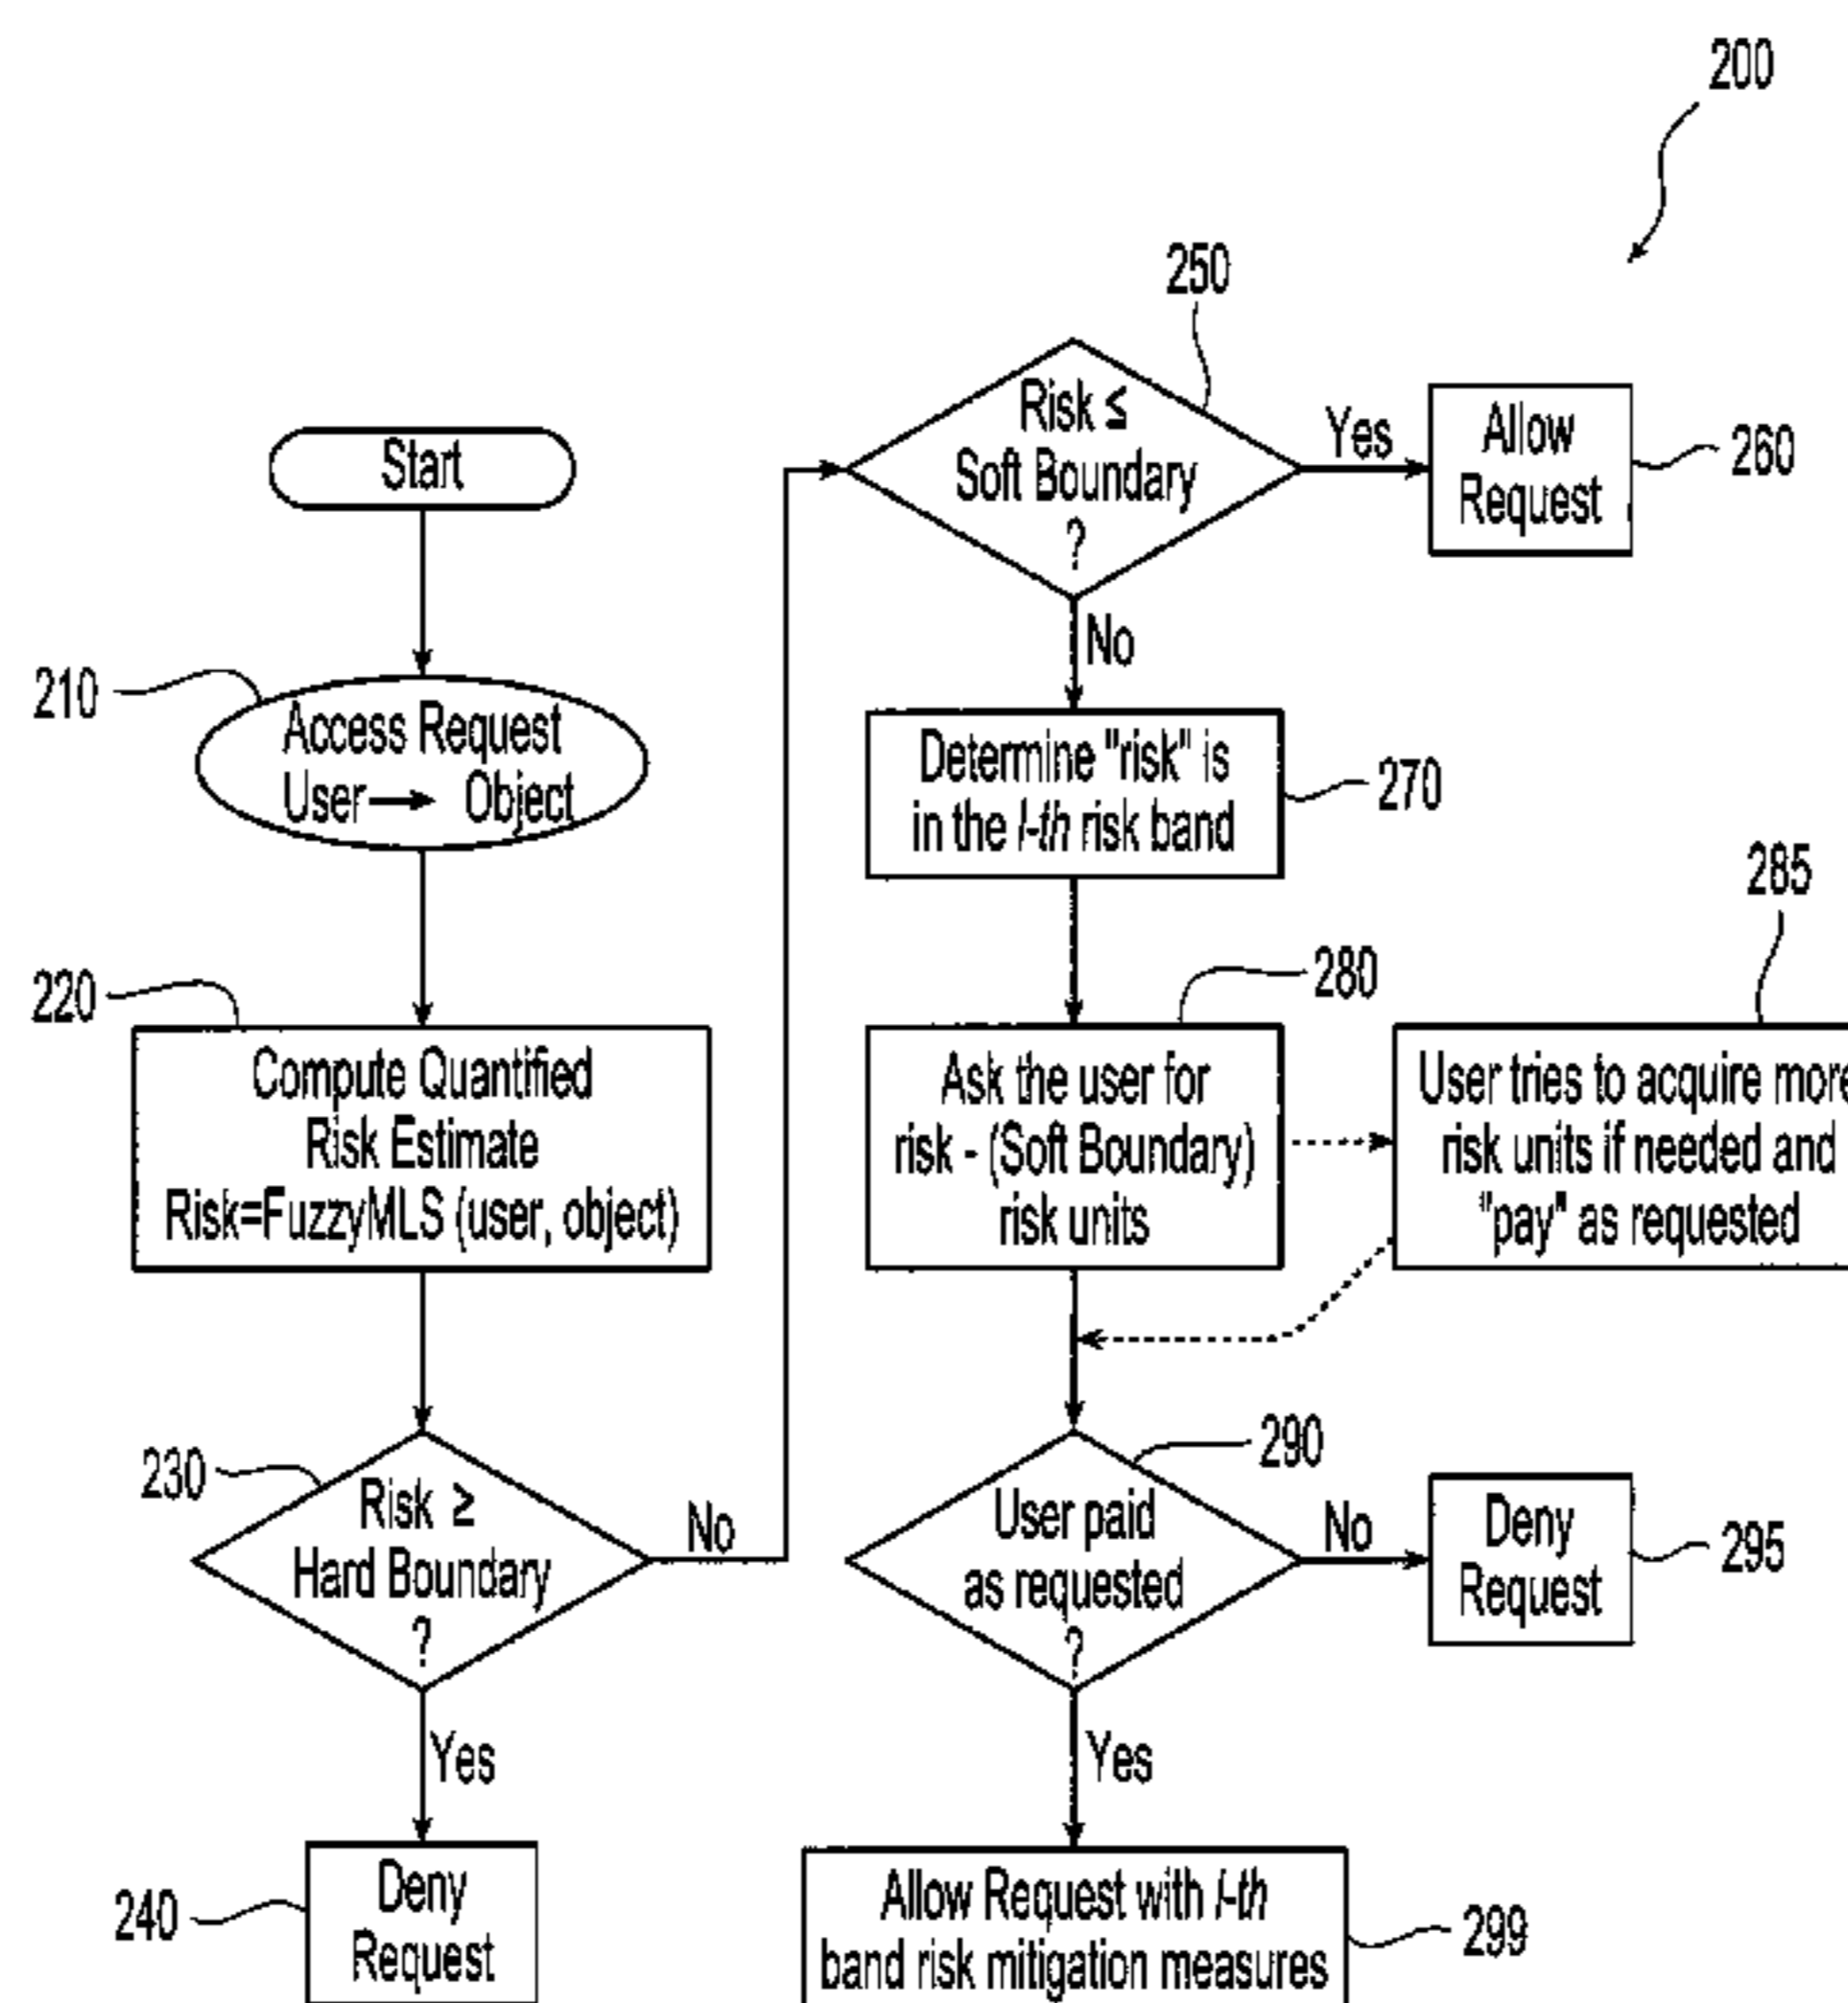 200
Start
210
Access Request
User → Object
220
Compute Quantified
Risk Estimate
Risk=FuzzyMLS (user, object)
230
Risk ≥
Hard Boundary
?
No
Yes
240
Deny
Request
250
Risk ≤
Soft Boundary
?
Yes
Allow
Request
260
No
Determine "risk" is
in the I-th risk band
270
280
Ask the user for
risk - (Soft Boundary)
risk units
285
User tries to acquire more
risk units if needed and
"pay" as requested
290
User paid
as requested
?
No
Deny
Request
295
Yes
Allow Request with I-th
band risk mitigation measures
299